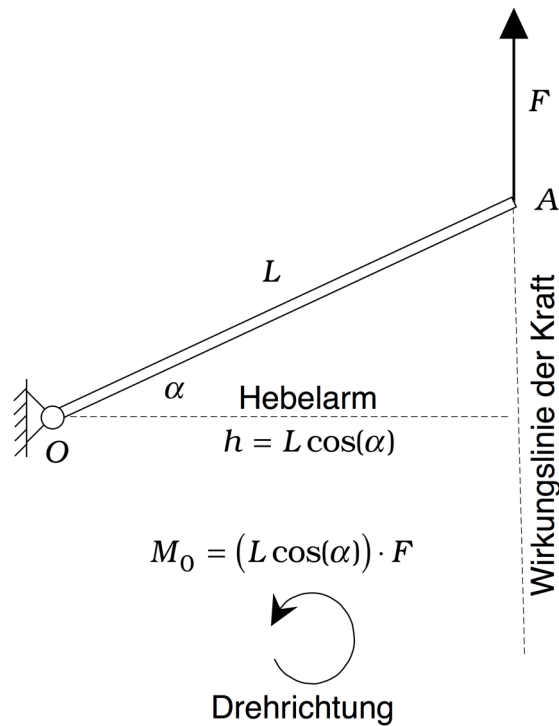 F
A
L
α
Hebelarm
O
h = L cos(α)
Wirkungslinie der Kraft
M₀ = (L cos(α)) · F
Drehrichtung